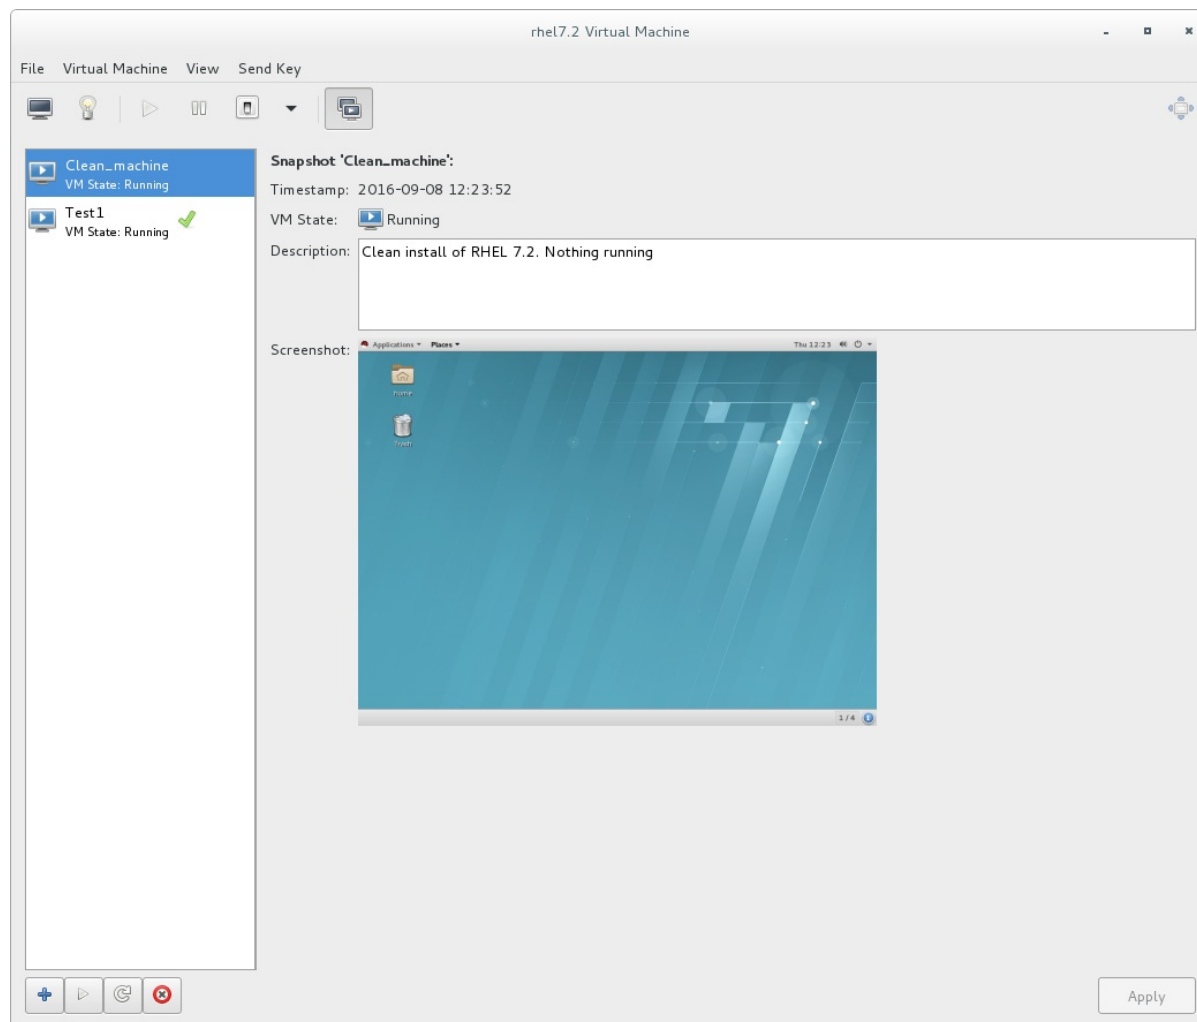 rhel7.2 Virtual Machine
File Virtual Machine View Send Key
Clean_machine
VM State: Running
Test1
VM State: Running
Snapshot 'Clean_machine':
Timestamp: 2016-09-08 12:23:52
VM State: Running
Description: Clean install of RHEL 7.2. Nothing running
Screenshot:
Applications Places Thu 12:23
home
Trash
1 / 4
Apply